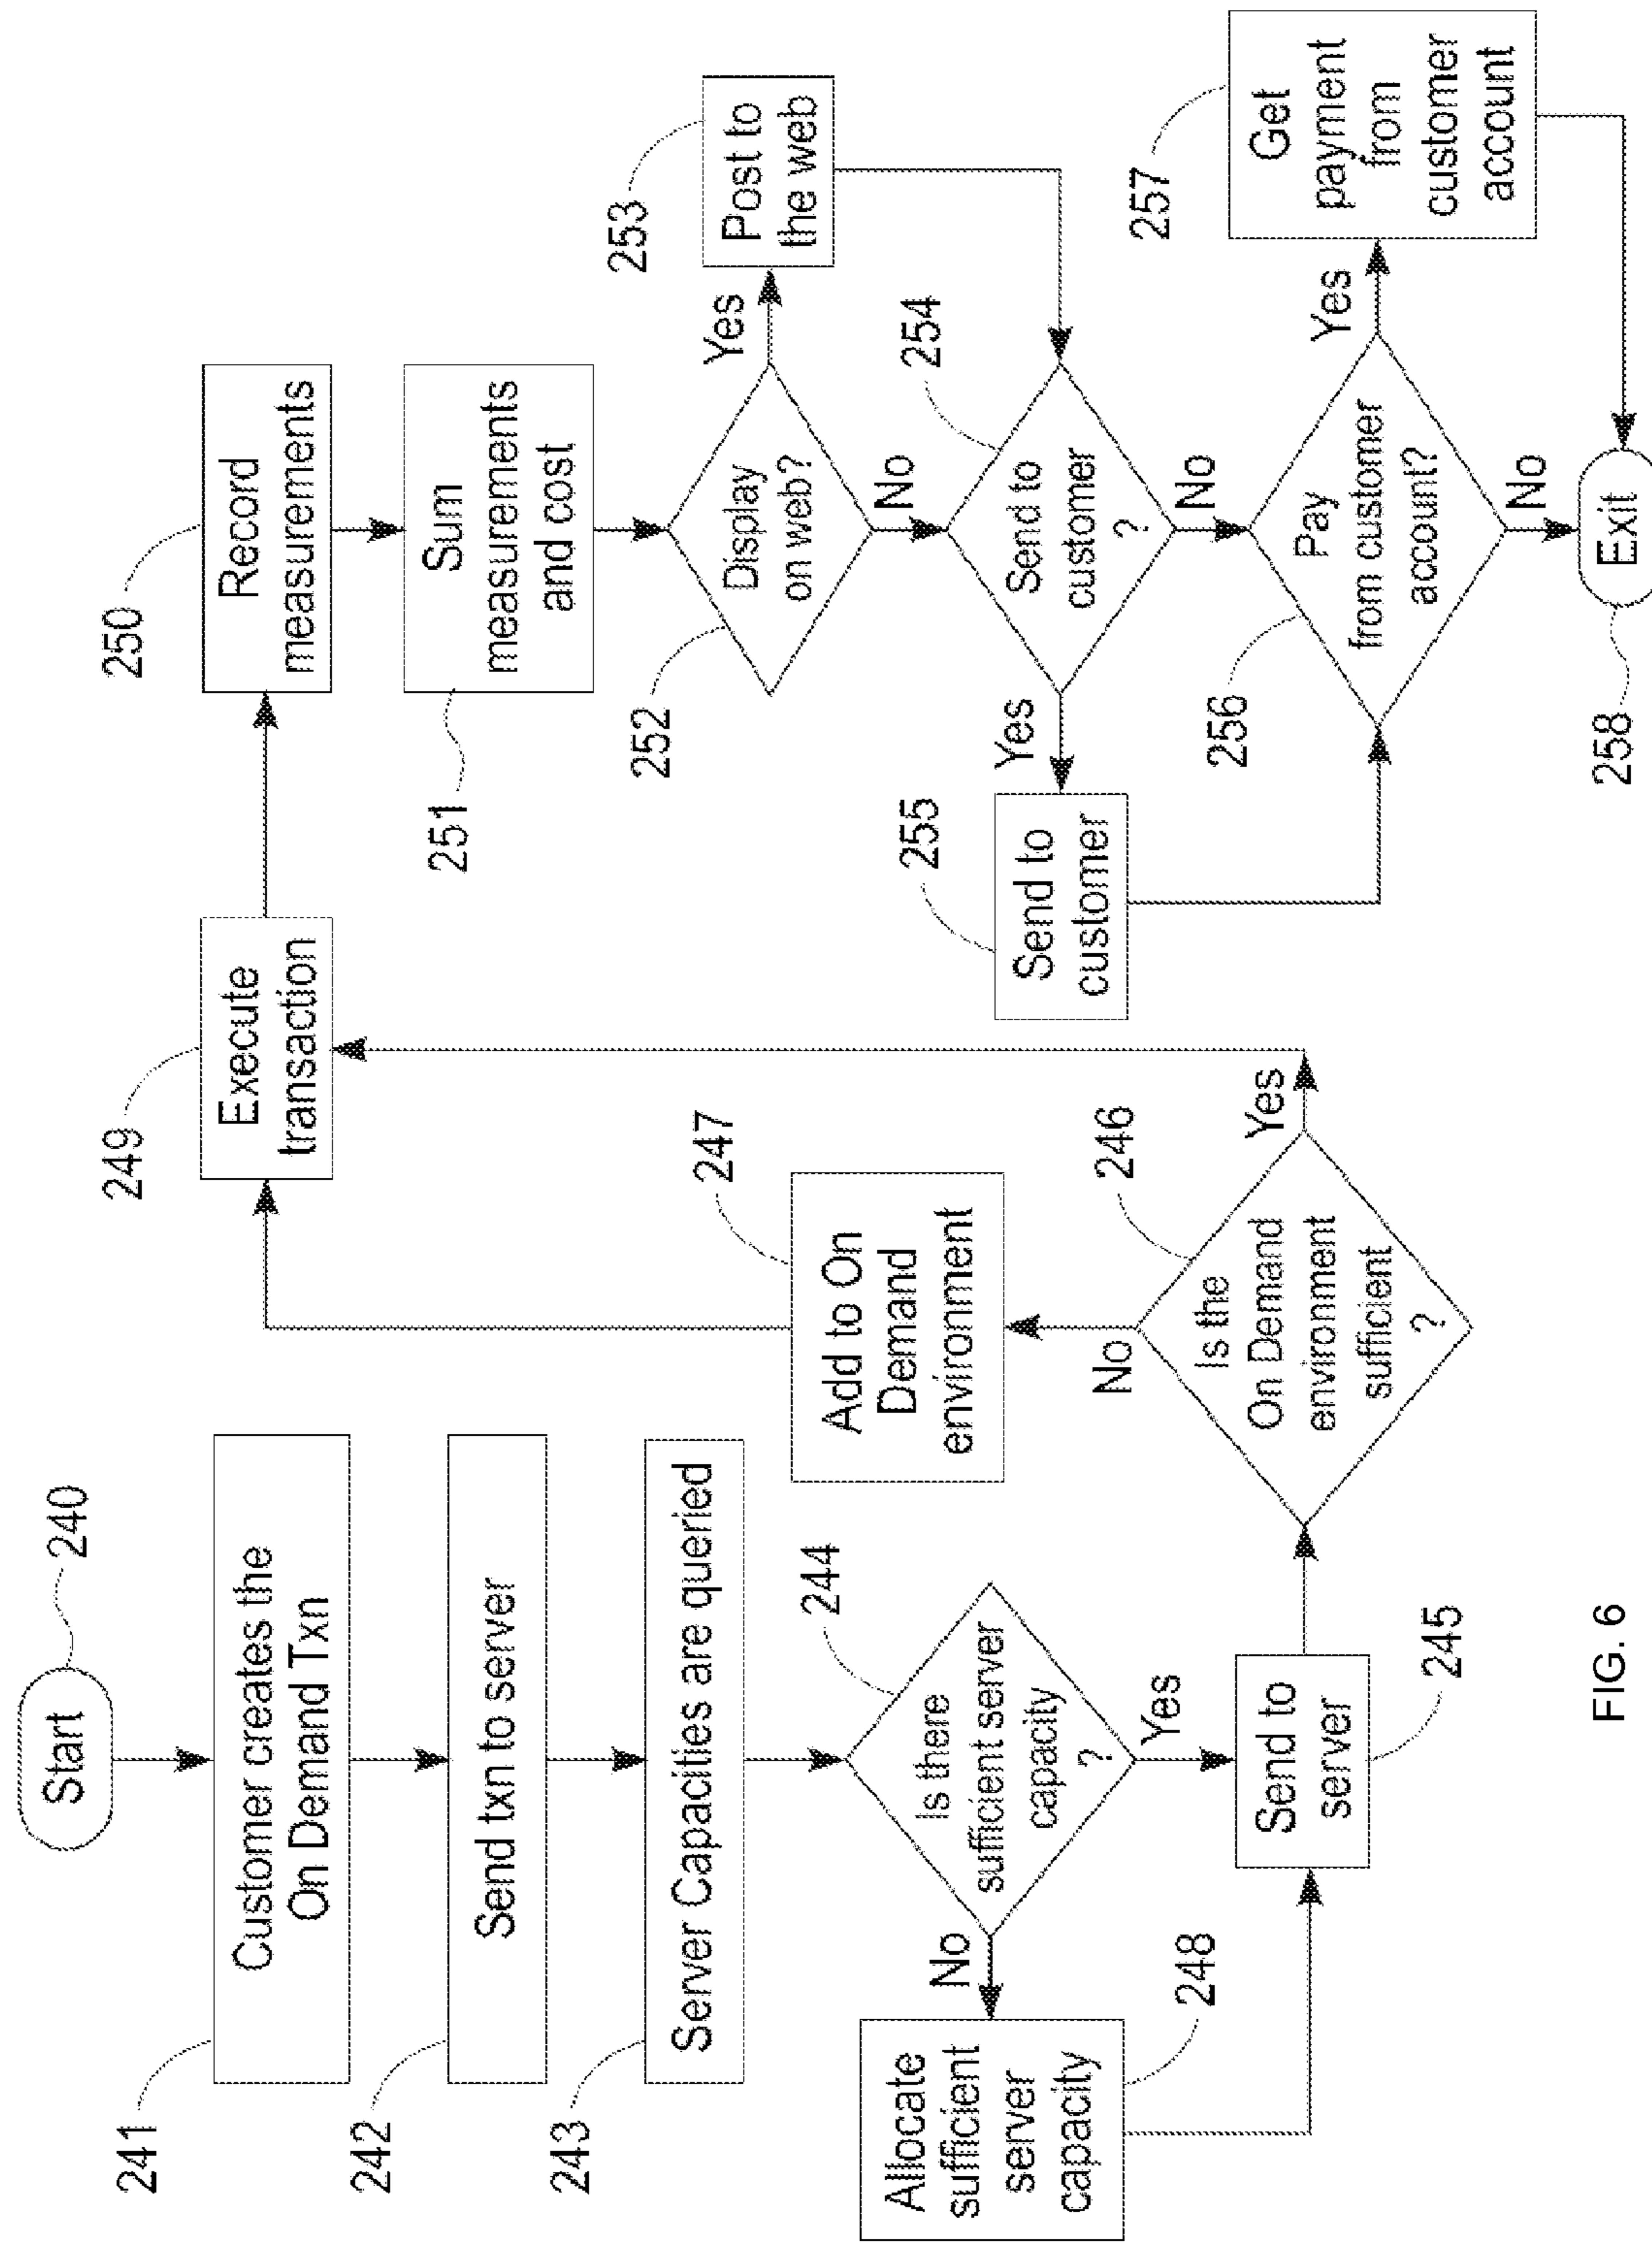 Start
240
Customer creates the
On Demand Txn
241
Send txn to server
242
Server Capacities are queried
243
Is there
sufficient server
capacity
?
244
No
Yes
Allocate
sufficient
server
capacity
248
Send to
server
245
Is the
On Demand
environment
sufficient
?
246
No
Yes
Add to On
Demand
environment
247
Execute
transaction
249
Record
measurements
250
Sum
measurements
and cost
251
Display
on web?
252
Yes
No
Post to
the web
253
Send to
customer
?
254
Yes
No
Send to
customer
255
Pay
from customer
account?
256
Yes
No
Get
payment
from
customer
account
257
Exit
258
FIG. 6